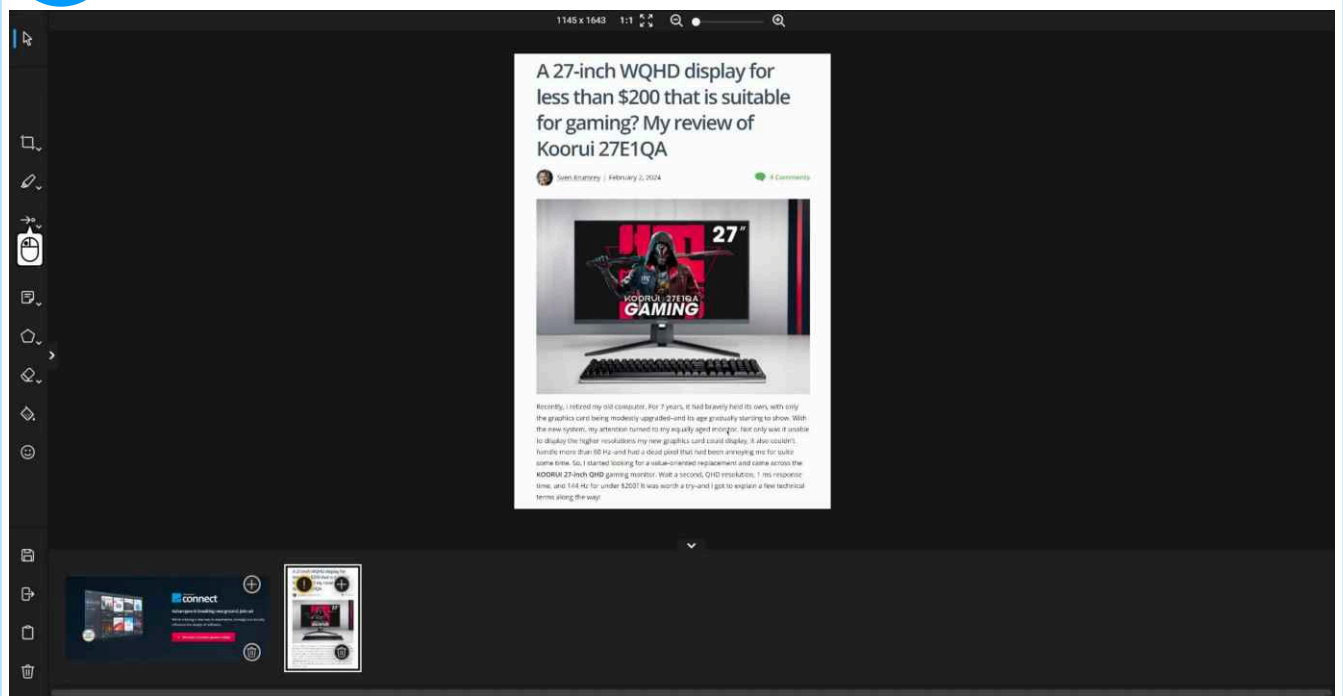 1145 x 1643 1:1
A 27-inch WQHD display for
less than $200 that is suitable
for gaming? My review of
Koorui 27E1QA
Sven Krumrey | February 2, 2024 4 Comments
27"
KOORUI 27E1QA
GAMING
Recently, I retired my old computer. For 7 years, it had bravely held its own, with only
the graphics card being modestly upgraded–and its age gradually starting to show. With
the new system, my attention turned to my equally aged monitor. Not only was it unable
to display the higher resolutions my new graphics card could display, it also couldn't
handle more than 60 Hz–and had a dead pixel that had been annoying me for quite
some time. So, I started looking for a value-oriented replacement and came across the
KOORUI 27-inch QHD gaming monitor. Wait a second, QHD resolution, 1 ms response
time, and 144 Hz for under $200? It was worth a try–and I got to explain a few technical
terms along the way!
connect